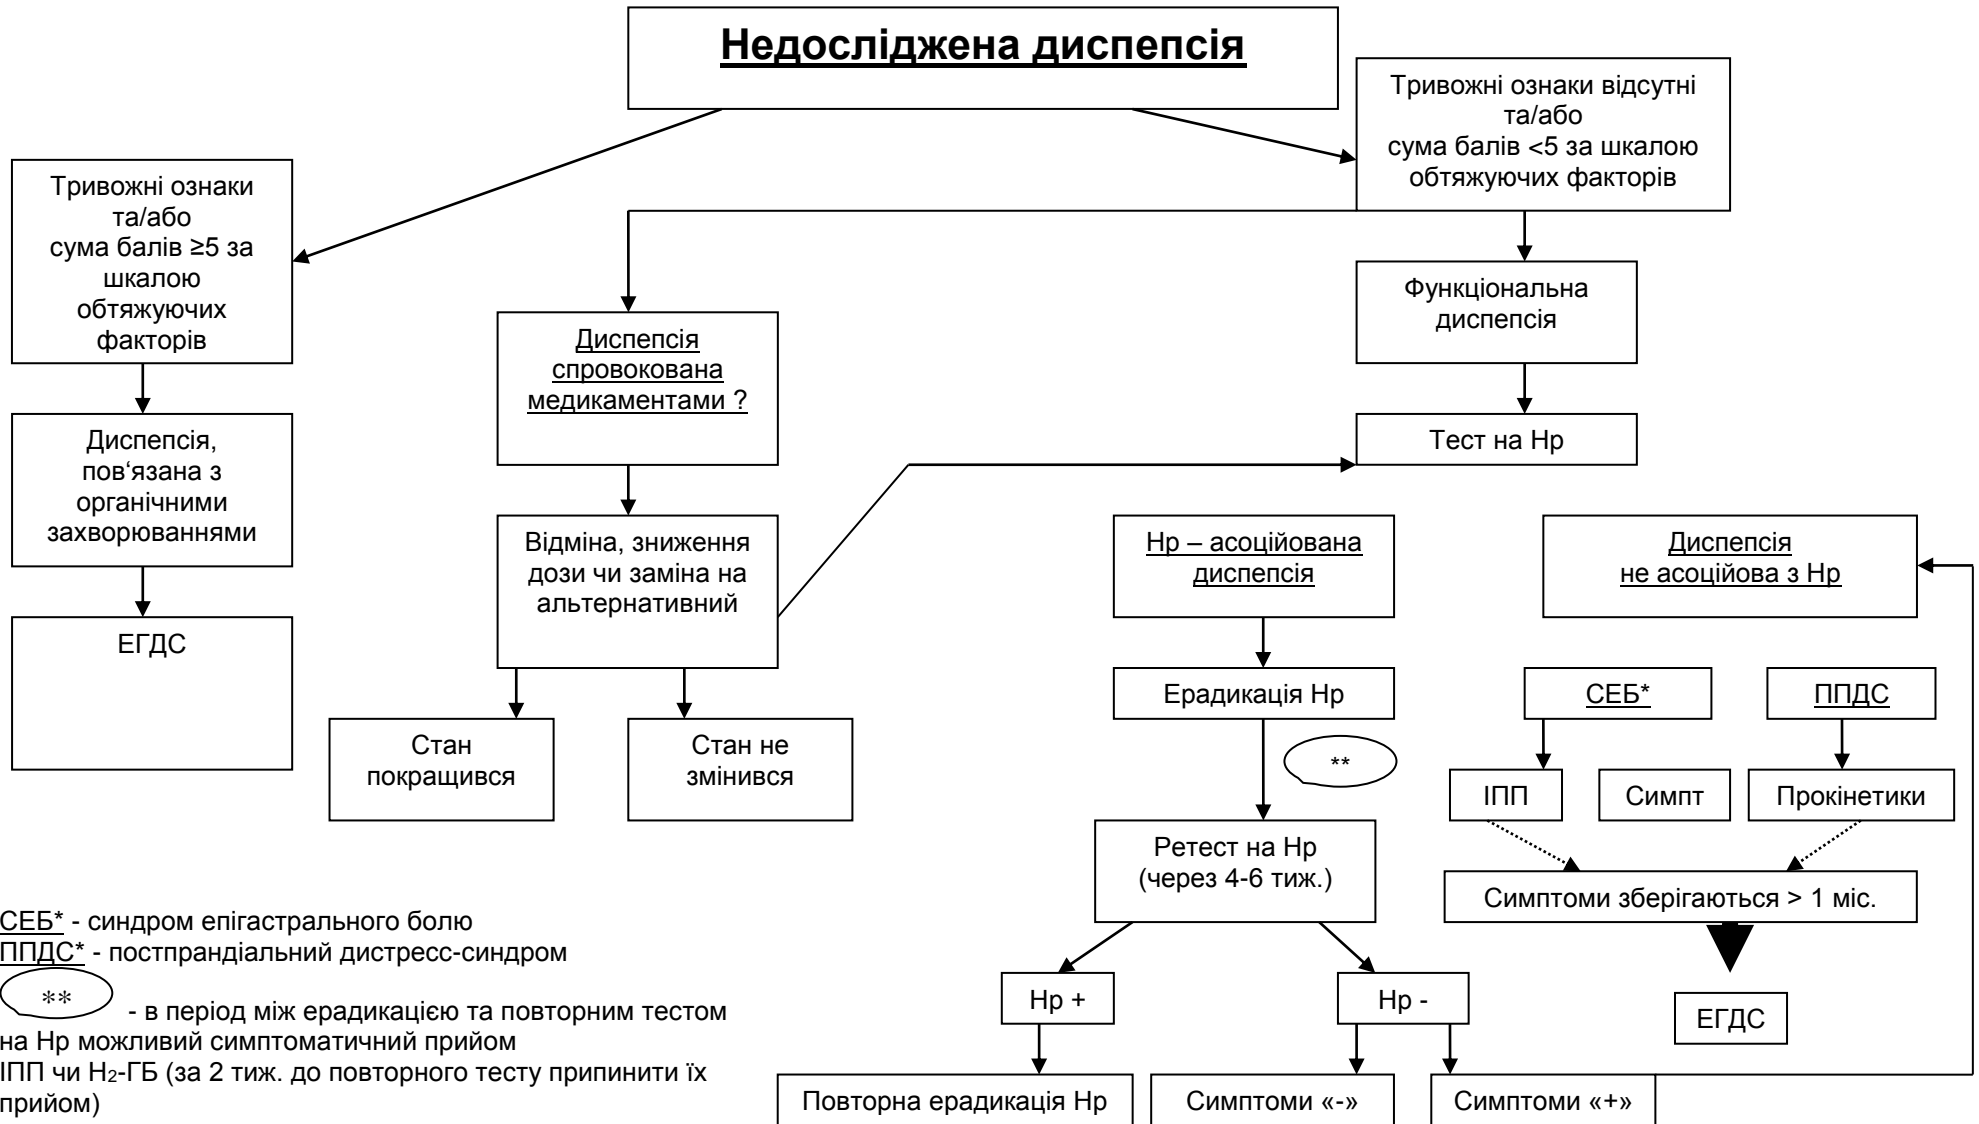 Недосліджена диспепсія
Тривожні ознаки відсутні
та/або
сума балів <5 за шкалою
обтяжуючих факторів
Тривожні ознаки
та/або
сума балів ≥5 за
шкалою
обтяжуючих
факторів
Функціональна
диспепсія
Диспепсія
спровокована
медикаментами ?
Диспепсія,
пов‘язана з
органічними
захворюваннями
Тест на Нр
Відміна, зниження
дози чи заміна на
альтернативний
Нр – асоційована
диспепсія
Диспепсія
не асоційова з Нр
ЕГДС
Ерадикація Нр
СЕБ*
ППДС
Стан
покращився
Стан не
змінився
**
ІПП
Симпт
Прокінетики
Ретест на Нр
(через 4-6 тиж.)
Симптоми зберігаються > 1 міс.
СЕБ* - синдром епігастрального болю
ППДС* - постпрандіальний дистресс-синдром
** - в період між ерадикацією та повторним тестом
на Нр можливий симптоматичний прийом
ІПП чи Н2-ГБ (за 2 тиж. до повторного тесту припинити їх
прийом)
Нр +
Нр -
ЕГДС
Повторна ерадикація Нр
Симптоми «-»
Симптоми «+»